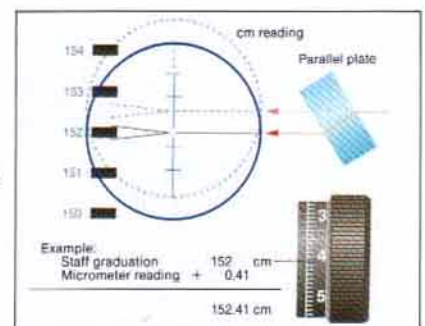 cm reading
Parallel plate
154
153
152
151
150
Example:
Staff graduation 152 cm
Micrometer reading + 0,41
152.41 cm
3
4
5